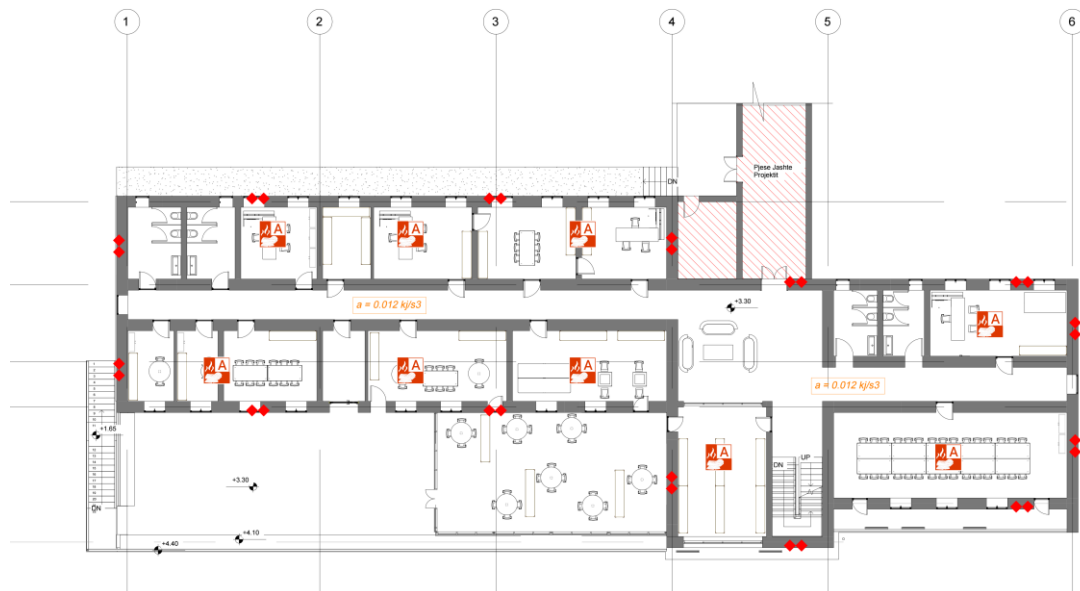 1 2 3 4 5 6
Pjese Jashte
Projektit
DN
A A A
a = 0.012 kj/s3
+3.30
A
A A A
a = 0.012 kj/s3
+1.65
A A
DN UP
+3.30
DN
+4.10
+4.40